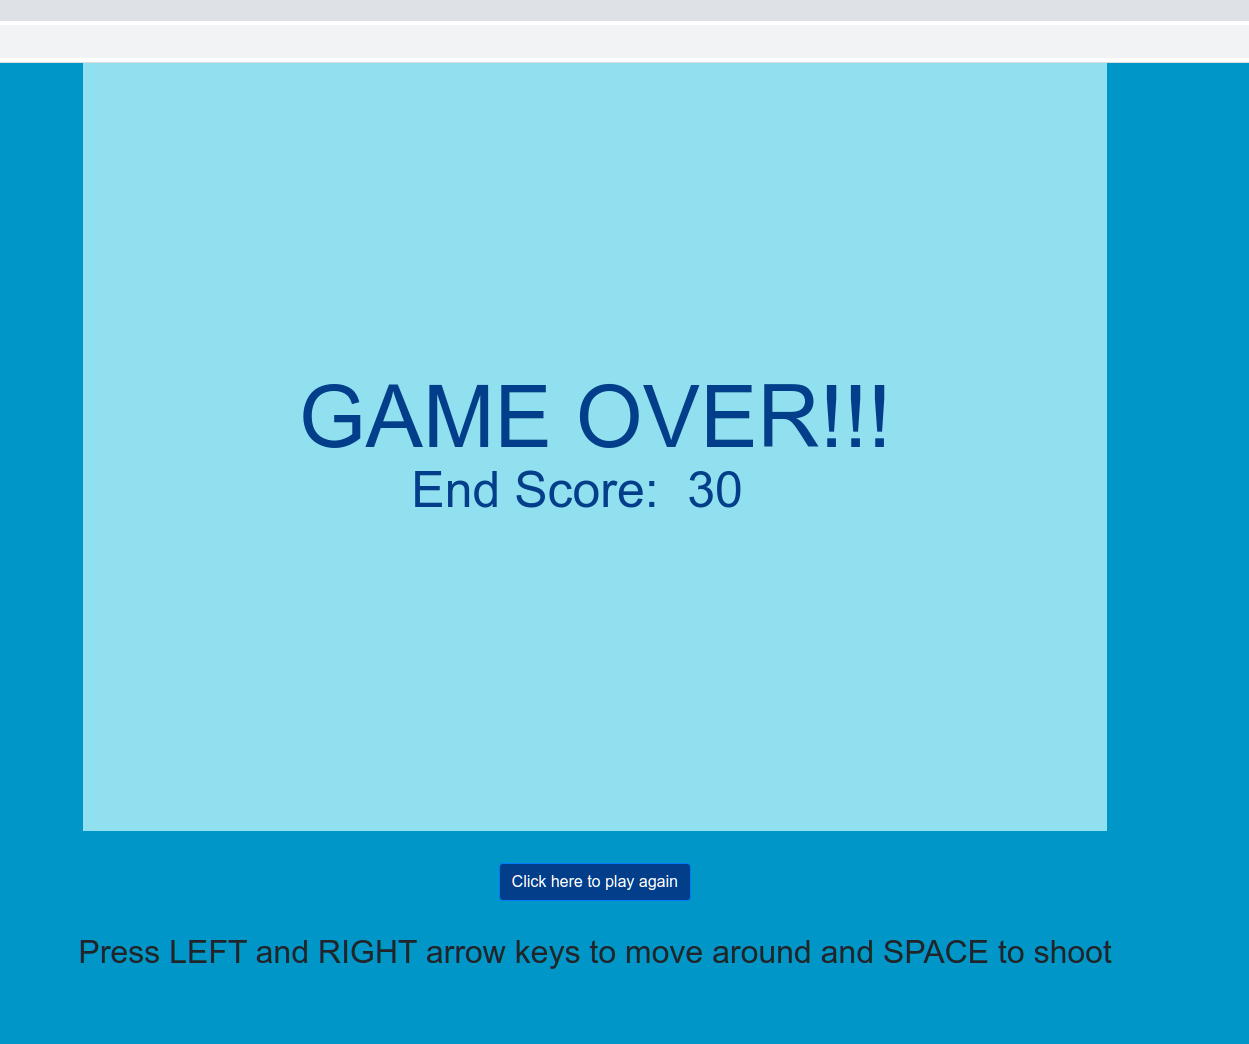 GAME OVER!!!
End Score:  30
Click here to play again
Press LEFT and RIGHT arrow keys to move around and SPACE to shoot